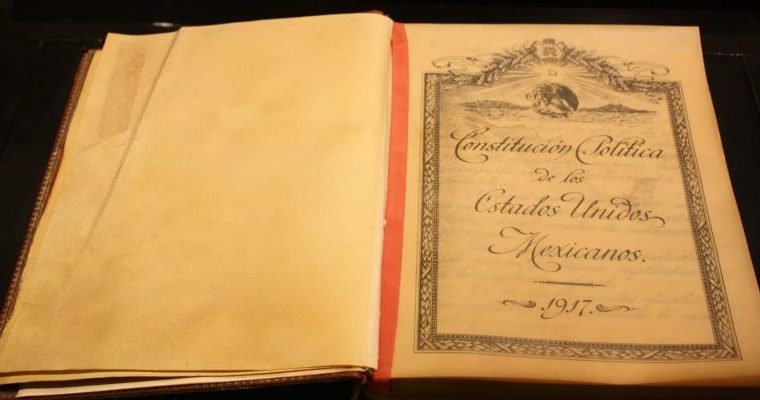 Constitución Política
de los
Estados Unidos
Mexicanos.
1917.